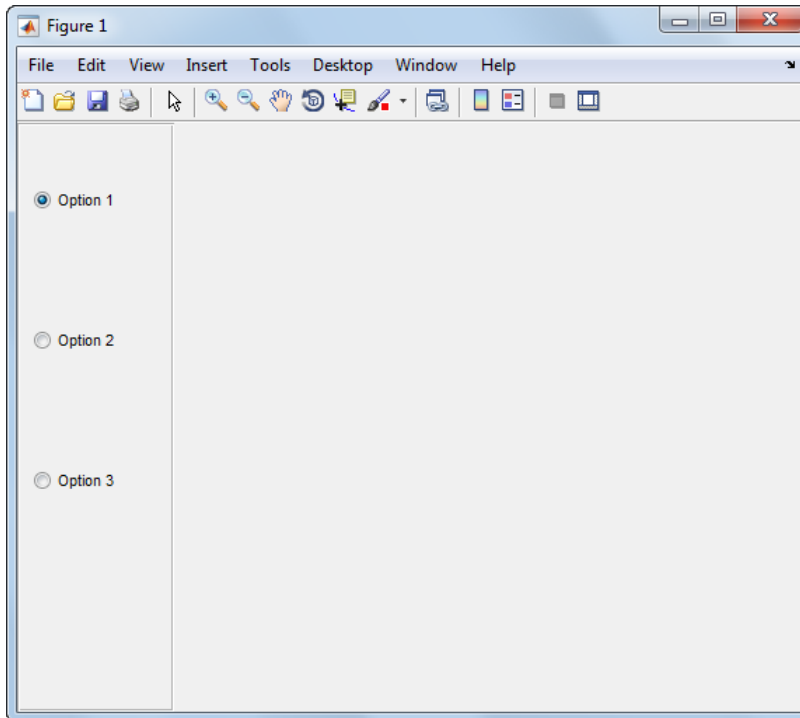 Figure 1
File Edit View Insert Tools Desktop Window Help
Option 1
Option 2
Option 3